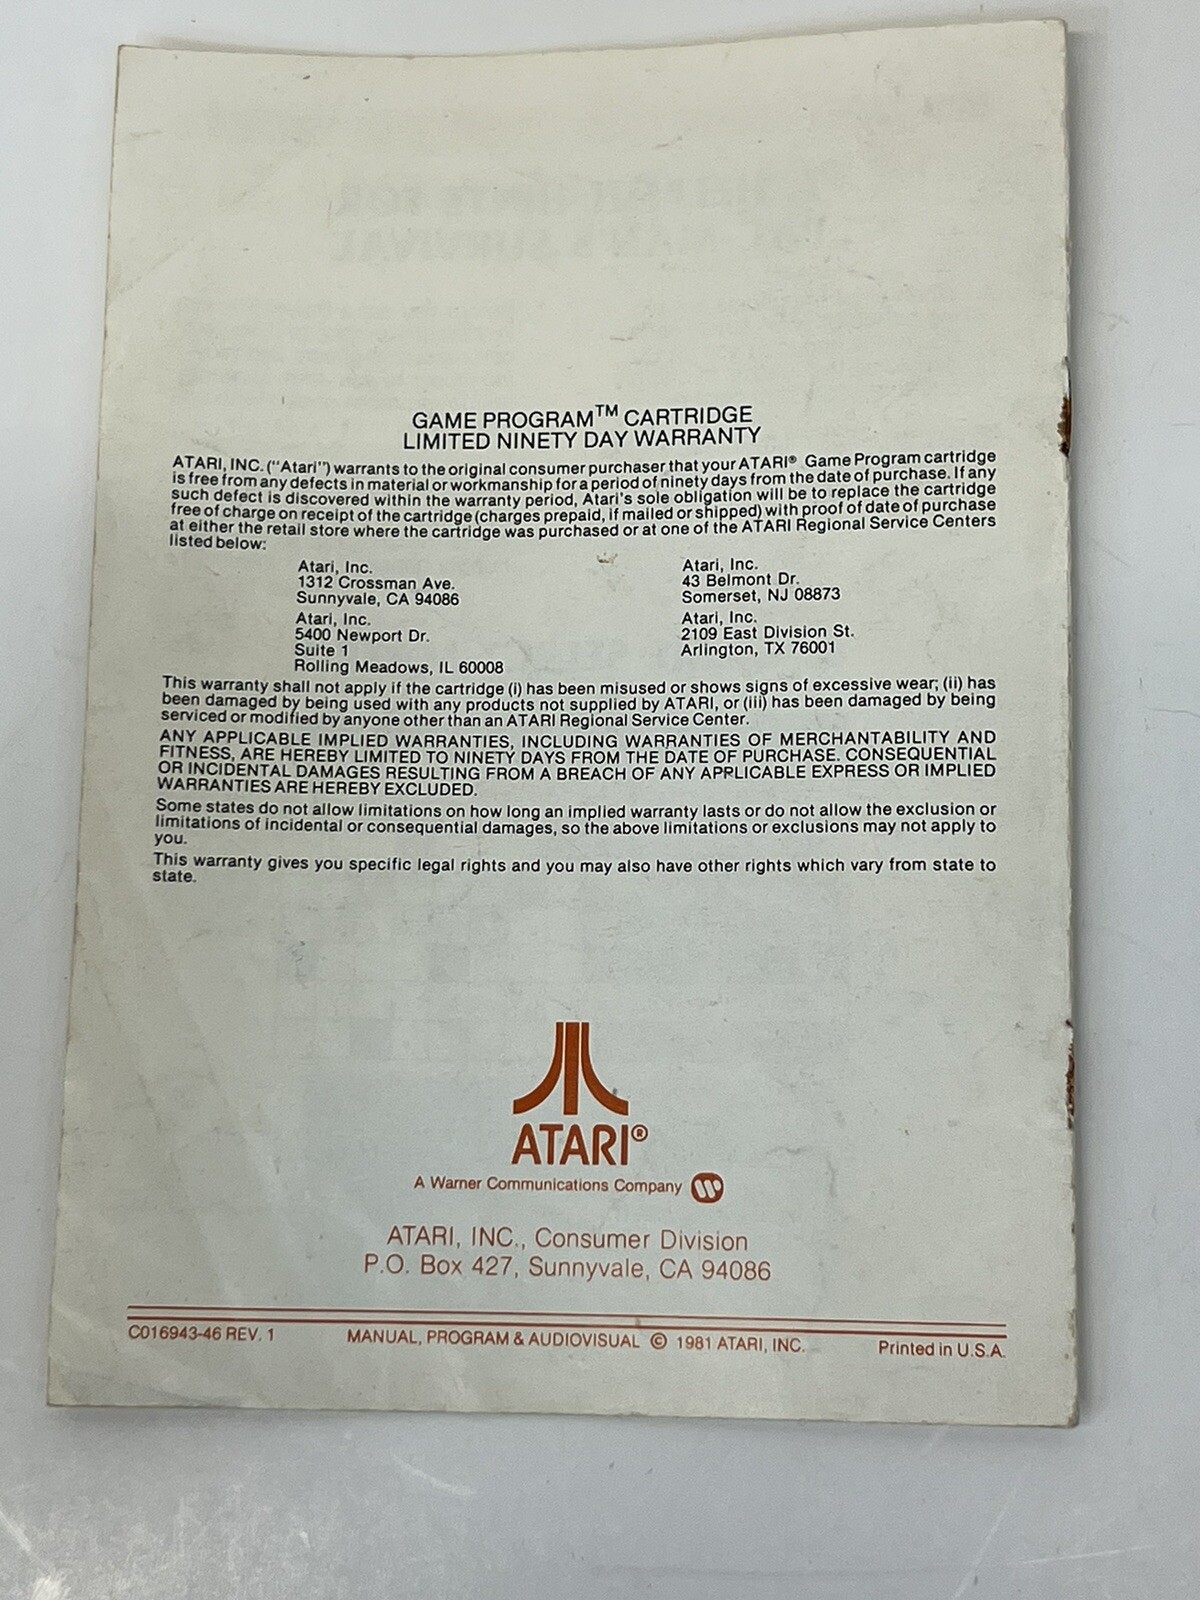 GAME PROGRAM™ CARTRIDGE
LIMITED NINETY DAY WARRANTY
ATARI, INC. ("Atari") warrants to the original consumer purchaser that your ATARI® Game Program cartridge
is free from any defects in material or workmanship for a period of ninety days from the date of purchase. If any
such defect is discovered within the warranty period, Atari's sole obligation will be to replace the cartridge
free of charge on receipt of the cartridge (charges prepaid, if mailed or shipped) with proof of date of purchase
at either the retail store where the cartridge was purchased or at one of the ATARI Regional Service Centers
listed below:
Atari, Inc.
1312 Crossman Ave.
Sunnyvale, CA 94086
Atari, Inc.
5400 Newport Dr.
Suite 1
Rolling Meadows, IL 60008
Atari, Inc.
43 Belmont Dr.
Somerset, NJ 08873
Atari, Inc.
2109 East Division St.
Arlington, TX 76001
This warranty shall not apply if the cartridge (i) has been misused or shows signs of excessive wear; (ii) has
been damaged by being used with any products not supplied by ATARI, or (iii) has been damaged by being
serviced or modified by anyone other than an ATARI Regional Service Center.
ANY APPLICABLE IMPLIED WARRANTIES, INCLUDING WARRANTIES OF MERCHANTABILITY AND
FITNESS, ARE HEREBY LIMITED TO NINETY DAYS FROM THE DATE OF PURCHASE. CONSEQUENTIAL
OR INCIDENTAL DAMAGES RESULTING FROM A BREACH OF ANY APPLICABLE EXPRESS OR IMPLIED
WARRANTIES ARE HEREBY EXCLUDED.
Some states do not allow limitations on how long an implied warranty lasts or do not allow the exclusion or
limitations of incidental or consequential damages, so the above limitations or exclusions may not apply to
you.
This warranty gives you specific legal rights and you may also have other rights which vary from state to
state.
ATARI®
A Warner Communications Company
ATARI, INC., Consumer Division
P.O. Box 427, Sunnyvale, CA 94086
C016943-46 REV. 1 MANUAL, PROGRAM & AUDIOVISUAL © 1981 ATARI, INC. Printed in U.S.A.